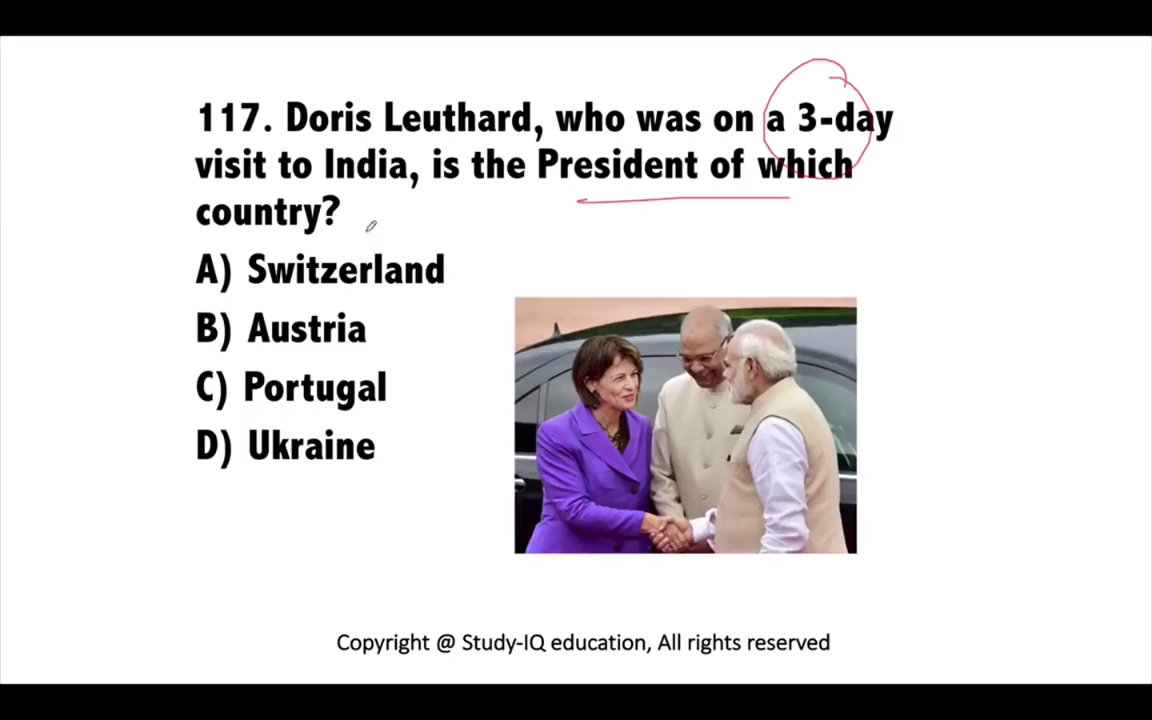 117. Doris Leuthard, who was on a 3-day
visit to India, is the President of which
country?
A) Switzerland
B) Austria
C) Portugal
D) Ukraine
Copyright @ Study-IQ education, All rights reserved